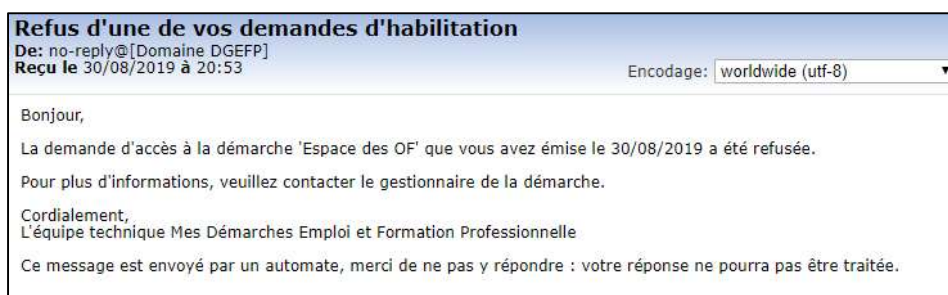 Refus d'une de vos demandes d'habilitation
De: no-reply@[Domaine DGEFP]
Reçu le 30/08/2019 à 20:53
Encodage: worldwide (utf-8)
Bonjour,
La demande d'accès à la démarche 'Espace des OF' que vous avez émise le 30/08/2019 a été refusée.
Pour plus d'informations, veuillez contacter le gestionnaire de la démarche.
Cordialement,
L'équipe technique Mes Démarches Emploi et Formation Professionnelle
Ce message est envoyé par un automate, merci de ne pas y répondre : votre réponse ne pourra pas être traitée.